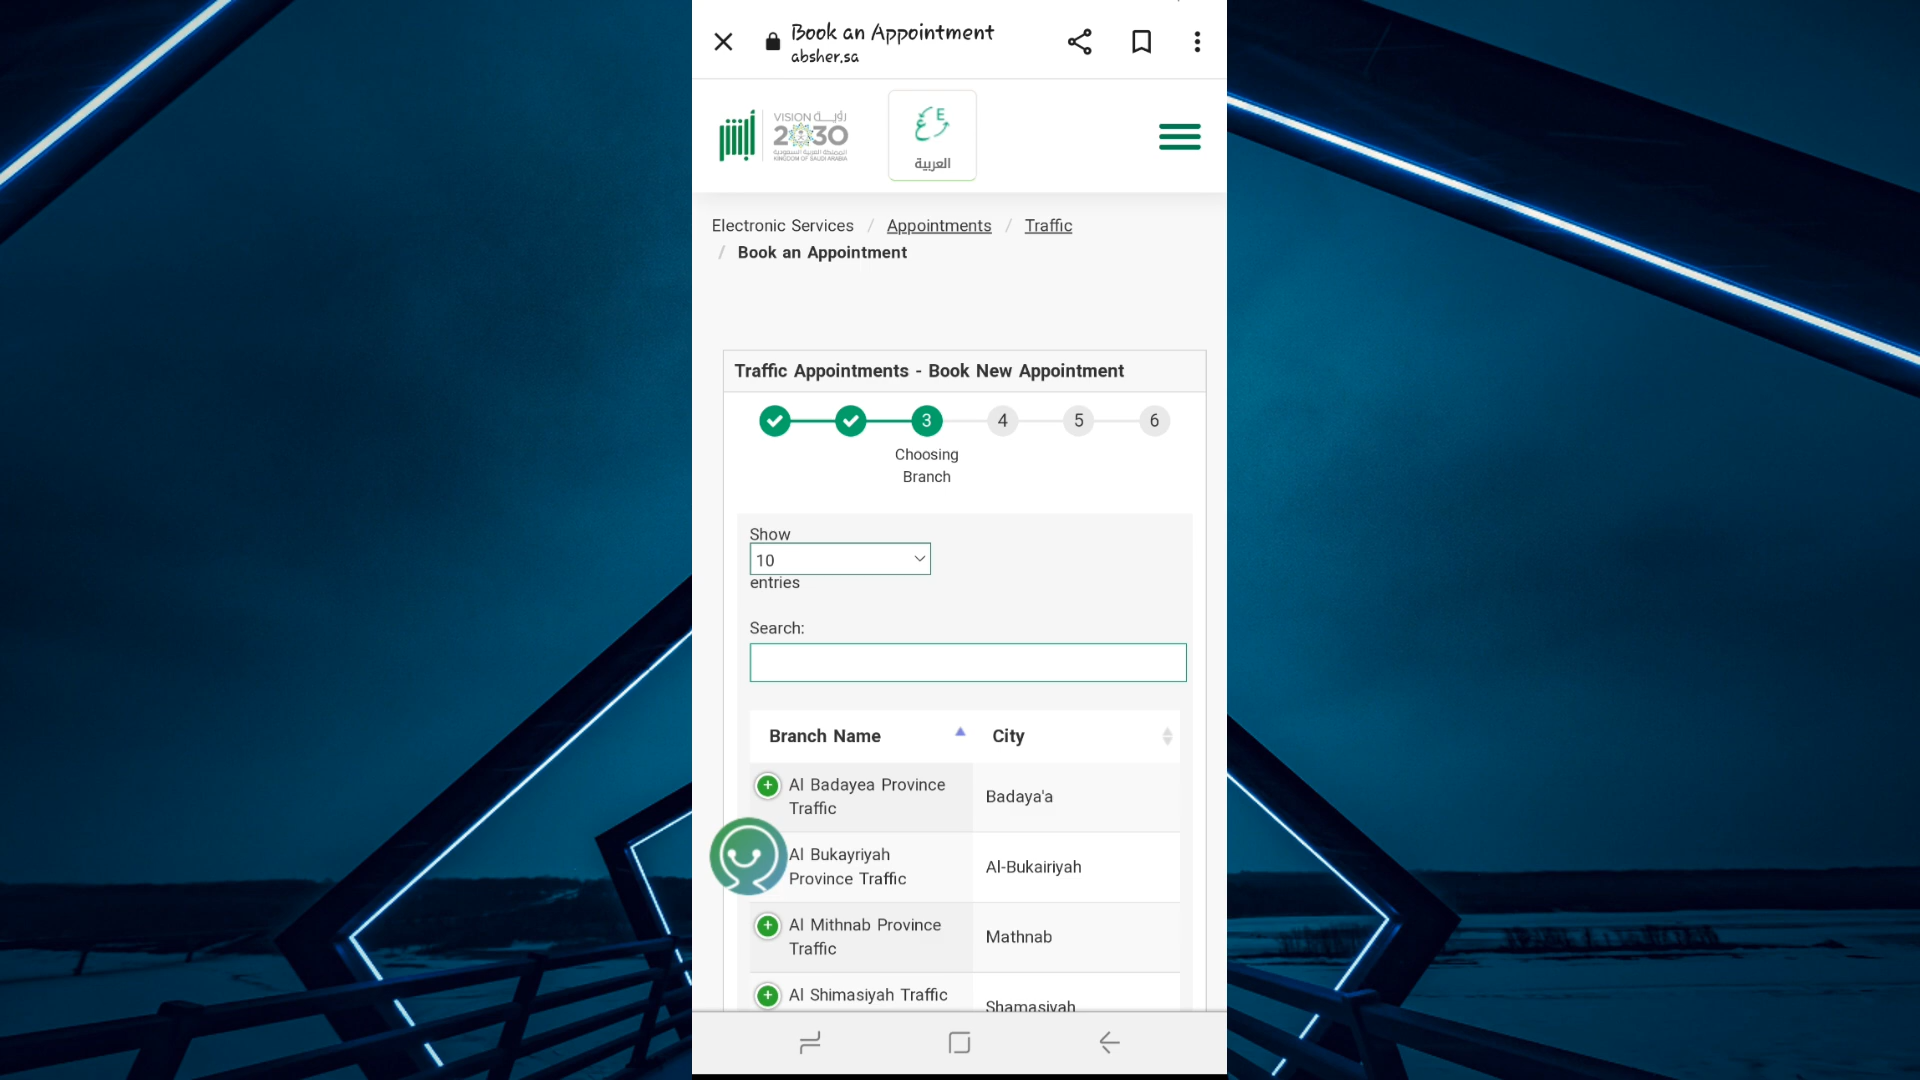 Book an Appointment
absher.sa
أبشر
VISION رؤيـــة
2030
المملكة العربية السعودية
KINGDOM OF SAUDI ARABIA
E
ع
العربية
Electronic Services / Appointments / Traffic
/ Book an Appointment
Traffic Appointments - Book New Appointment
3 4 5 6
Choosing
Branch
Show
10
entries
Search:
Branch Name City
Al Badayea Province
Traffic
Badaya'a
Al Bukayriyah
Province Traffic
Al-Bukairiyah
Al Mithnab Province
Traffic
Mathnab
Al Shimasiyah Traffic
Shamasiyah